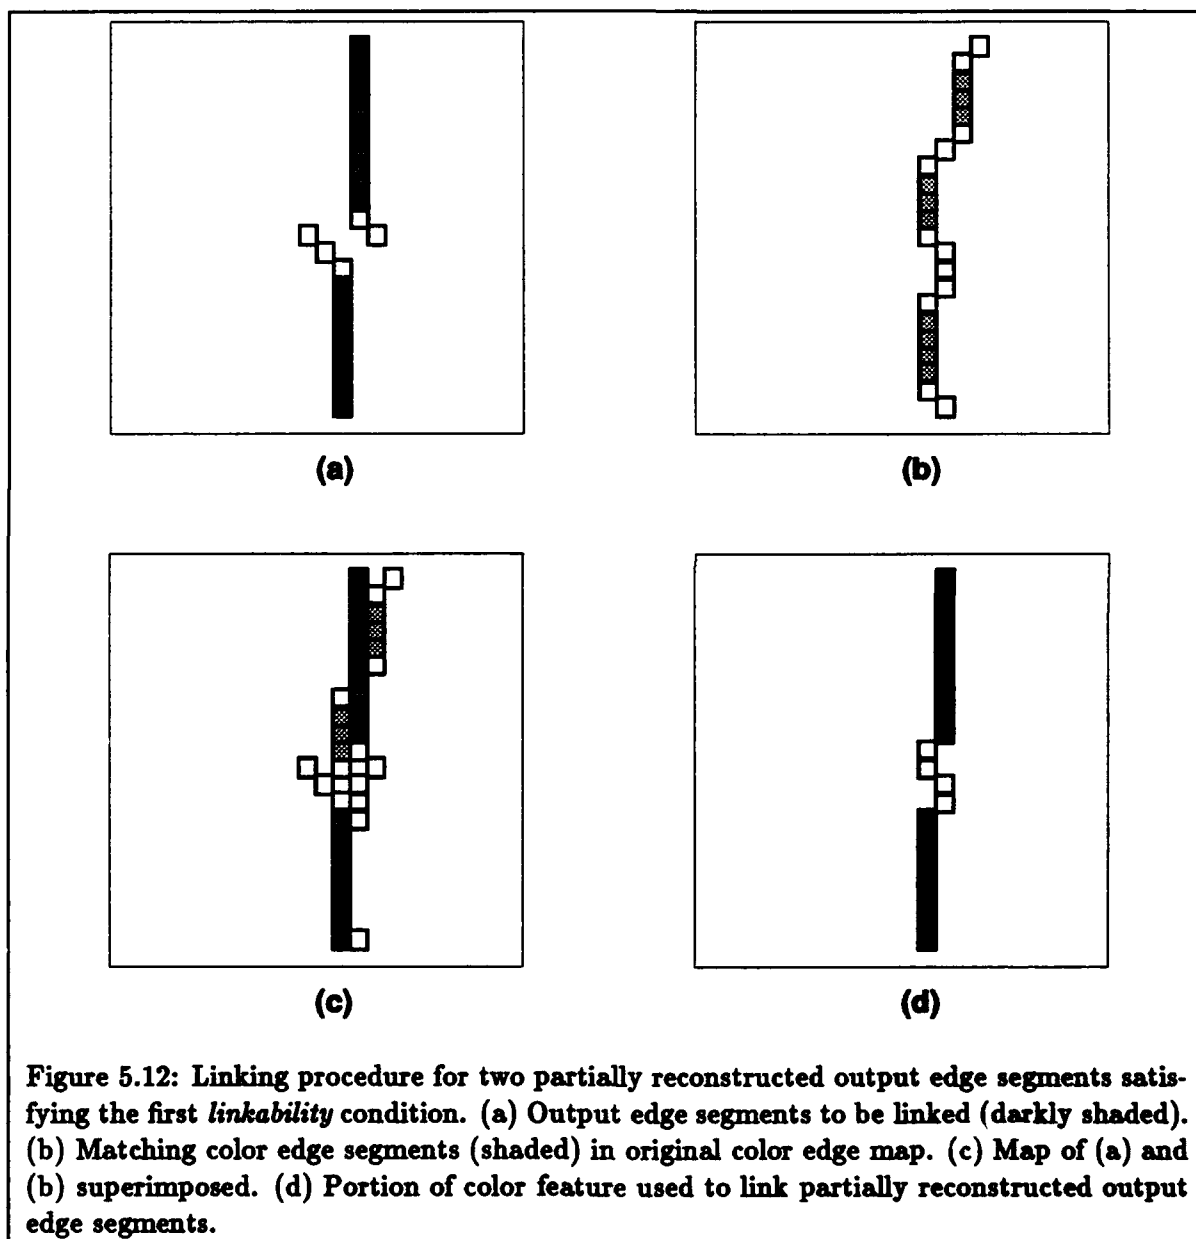 (a)
(b)
(c)
(d)
Figure 5.12: Linking procedure for two partially reconstructed output edge segments satis-
fying the first linkability condition. (a) Output edge segments to be linked (darkly shaded).
(b) Matching color edge segments (shaded) in original color edge map. (c) Map of (a) and
(b) superimposed. (d) Portion of color feature used to link partially reconstructed output
edge segments.